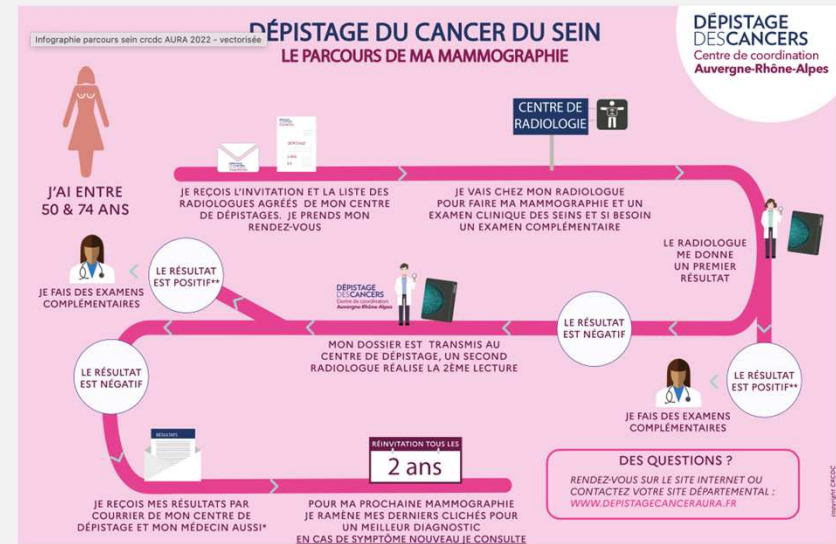 Infographie parcours sein crcdc AURA 2022 - vectorisée
DÉPISTAGE DU CANCER DU SEIN
LE PARCOURS DE MA MAMMOGRAPHIE
DÉPISTAGE
DESCANCERS
Centre de coordination
Auvergne-Rhône-Alpes
J'AI ENTRE
50 & 74 ANS
JE REÇOIS L'INVITATION ET LA LISTE DES
RADIOLOGUES AGRÉÉS DE MON CENTRE
DE DÉPISTAGES. JE PRENDS MON
RENDEZ-VOUS
CENTRE DE
RADIOLOGIE
JE VAIS CHEZ MON RADIOLOGUE
POUR FAIRE MA MAMMOGRAPHIE ET UN
EXAMEN CLINIQUE DES SEINS ET SI BESOIN
UN EXAMEN COMPLÉMENTAIRE
LE RADIOLOGUE
ME DONNE
UN PREMIER
RÉSULTAT
LE RÉSULTAT
EST POSITIF**
JE FAIS DES EXAMENS
COMPLÉMENTAIRES
LE RÉSULTAT
EST NÉGATIF
DÉPISTAGE
DESCANCERS
Centre de coordination
Auvergne-Rhône-Alpes
MON DOSSIER EST TRANSMIS AU
CENTRE DE DÉPISTAGE, UN SECOND
RADIOLOGUE RÉALISE LA 2ÈME LECTURE
LE RÉSULTAT
EST POSITIF**
JE FAIS DES EXAMENS
COMPLÉMENTAIRES
LE RÉSULTAT
EST NÉGATIF
RÉSULTATS
JE REÇOIS MES RÉSULTATS PAR
COURRIER DE MON CENTRE DE
DÉPISTAGE ET MON MÉDECIN AUSSI*
RÉINVITATION TOUS LES
2 ans
POUR MA PROCHAINE MAMMOGRAPHIE
JE RAMÈNE MES DERNIERS CLICHÉS POUR
UN MEILLEUR DIAGNOSTIC
EN CAS DE SYMPTÔME NOUVEAU JE CONSULTE
DES QUESTIONS ?
RENDEZ-VOUS SUR LE SITE INTERNET OU
CONTACTEZ VOTRE SITE DÉPARTEMENTAL :
WWW.DEPISTAGECANCERAURA.FR
copyright CRCDC